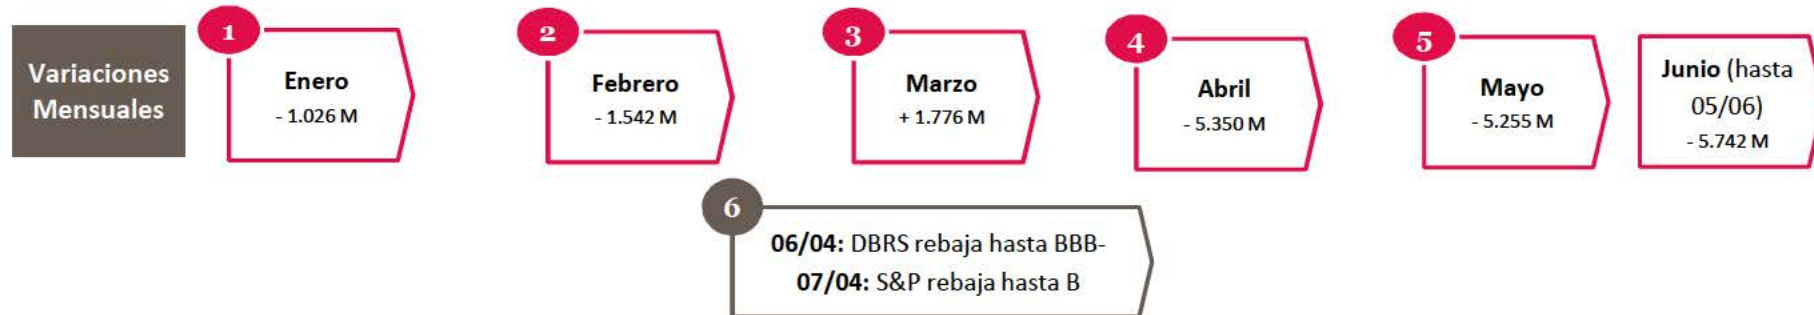 Variaciones
Mensuales
1
Enero
- 1.026 M
2
Febrero
- 1.542 M
3
Marzo
+ 1.776 M
4
Abril
- 5.350 M
5
Mayo
- 5.255 M
Junio (hasta
05/06)
- 5.742 M
6
06/04: DBRS rebaja hasta BBB-
07/04: S&P rebaja hasta B